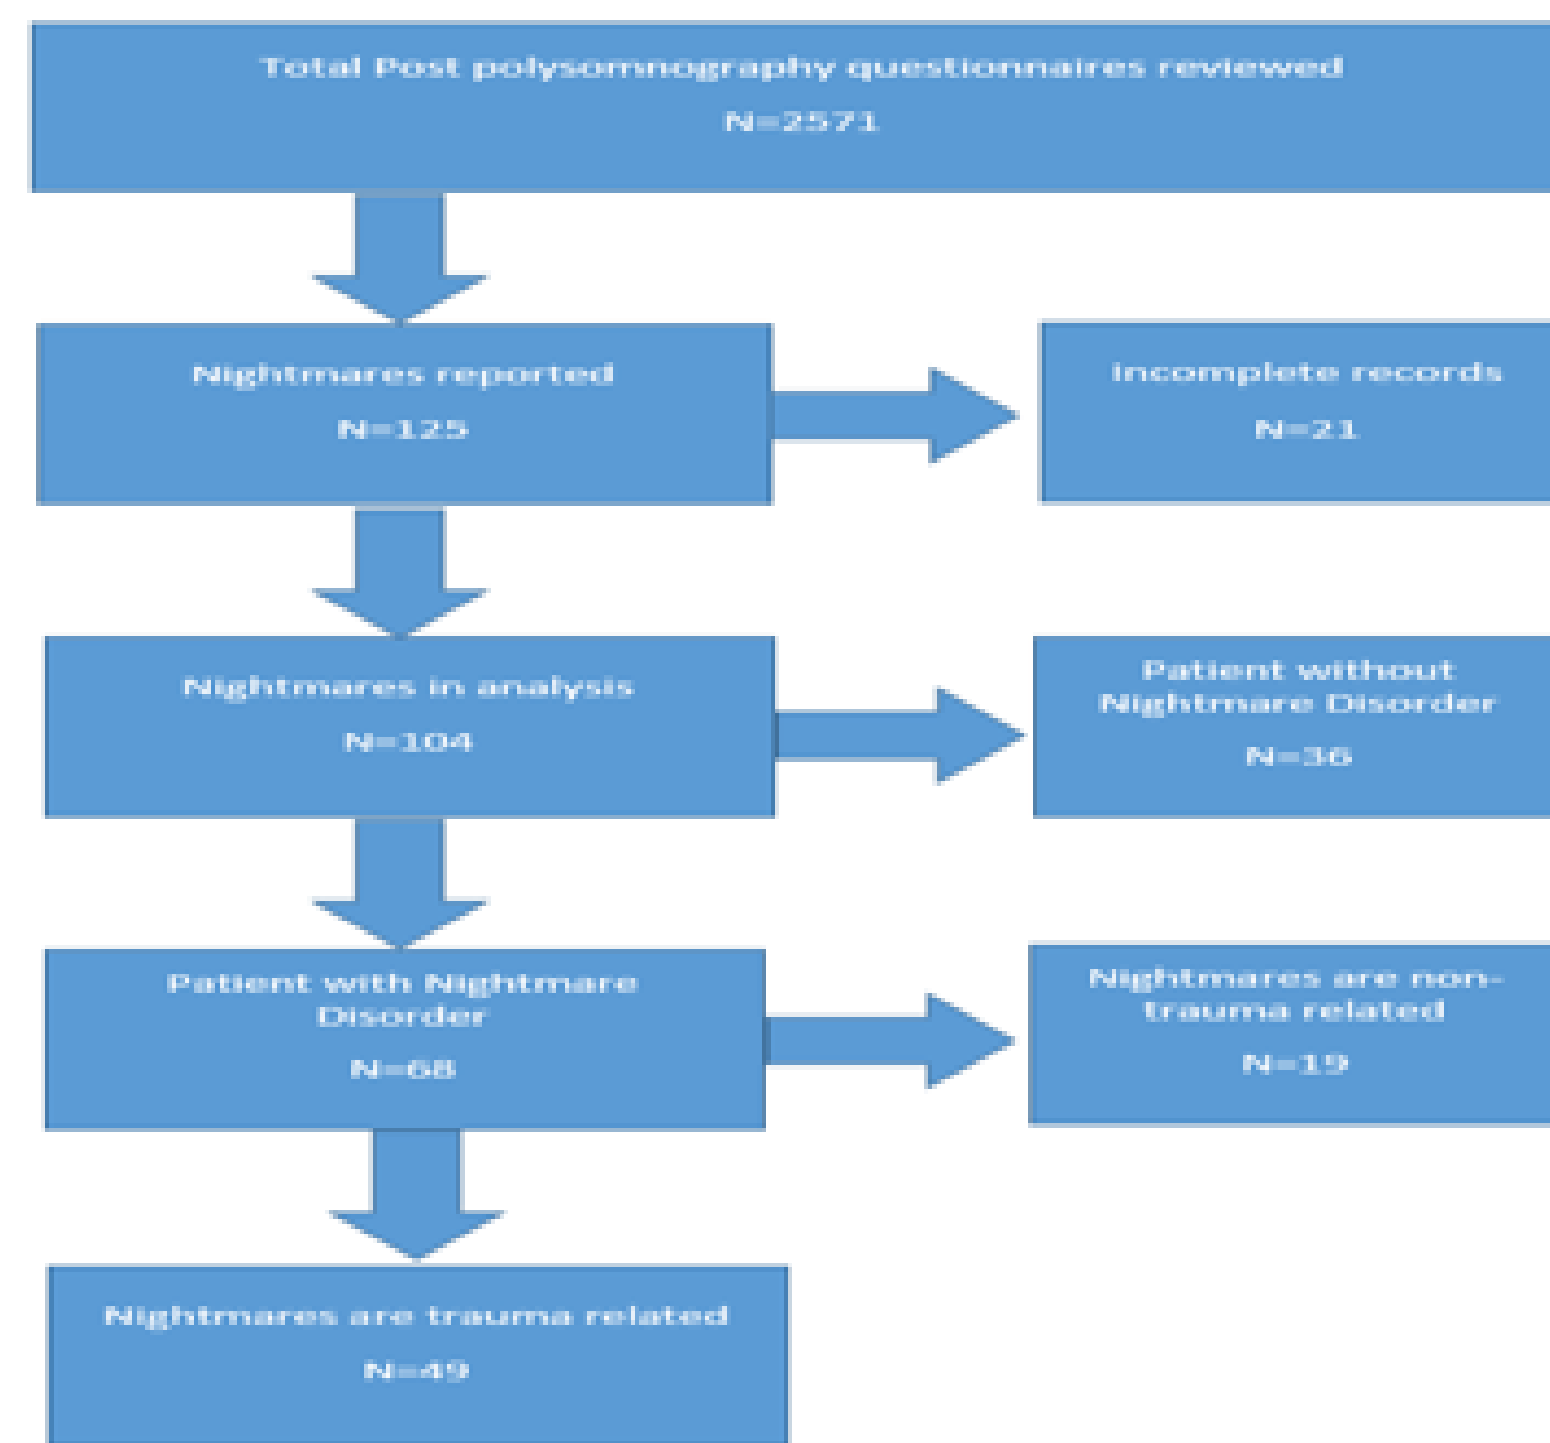 Total Post polysomnography questionnaires reviewed
N=2571
Nightmares reported
N=125
Incomplete records
N=21
Nightmares in analysis
N=104
Patient without
Nightmare Disorder
N=36
Patient with Nightmare
Disorder
N=68
Nightmares are non-
trauma related
N=19
Nightmares are trauma related
N=49